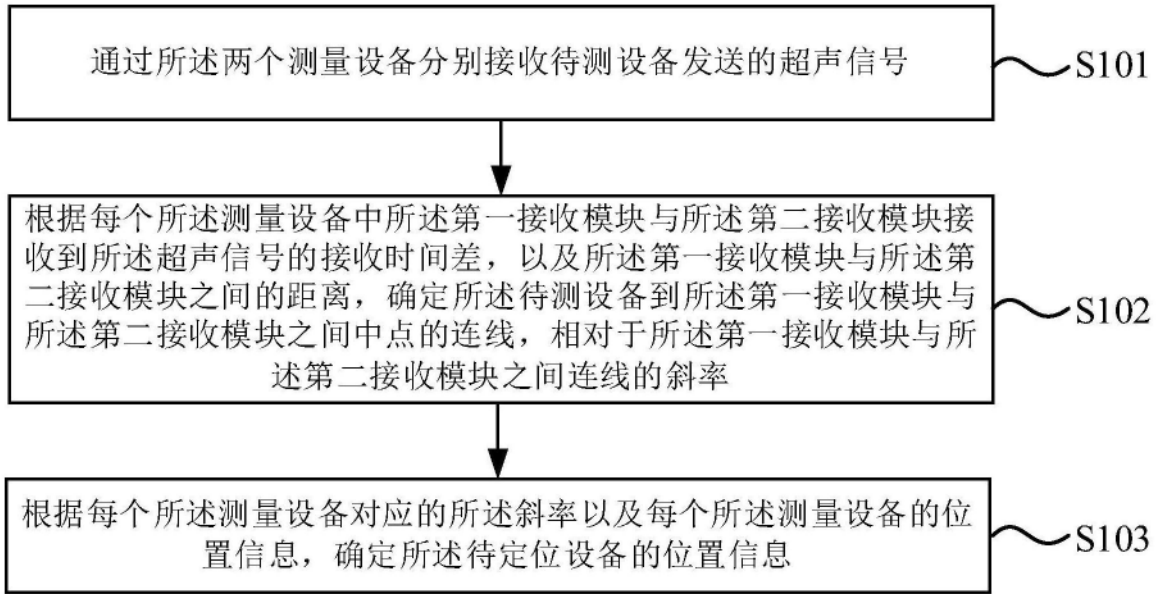 通过所述两个测量设备分别接收待测设备发送的超声信号
S101
根据每个所述测量设备中所述第一接收模块与所述第二接收模块接
收到所述超声信号的接收时间差，以及所述第一接收模块与所述第
二接收模块之间的距离，确定所述待测设备到所述第一接收模块与
所述第二接收模块之间中点的连线，相对于所述第一接收模块与所
述第二接收模块之间连线的斜率
S102
根据每个所述测量设备对应的所述斜率以及每个所述测量设备的位
置信息，确定所述待定位设备的位置信息
S103